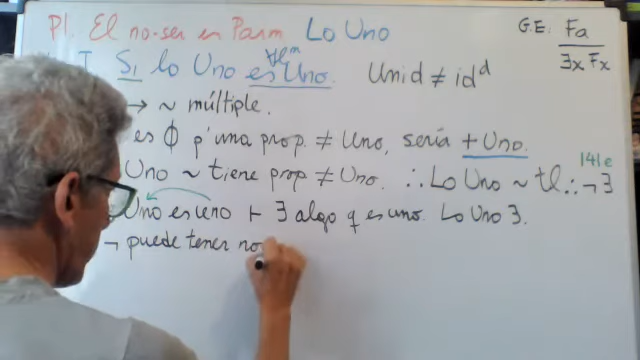 Pl. El no-ser en Parm Lo Uno
G.E. Fa
∃x Fx
I. Si lo Uno es Uno. Unid ≠ idᵈ
→ ~ múltiple.
es ∅ p' una prop. ≠ Uno, sería + Uno.
141e
Uno ~ tiene prop ≠ Uno. ∴ Lo Uno ~ tl ∴ ¬∃
Uno es uno ⊢ ∃ algo q es uno. Lo Uno ∃.
¬ puede tener no